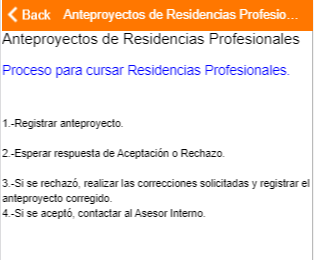 Back Anteproyectos de Residencias Profesio...
Anteproyectos de Residencias Profesionales
Proceso para cursar Residencias Profesionales.
1.-Registrar anteproyecto.
2.-Esperar respuesta de Aceptación o Rechazo.
3.-Si se rechazó, realizar las correcciones solicitadas y registrar el
anteproyecto corregido.
4.-Si se aceptó, contactar al Asesor Interno.